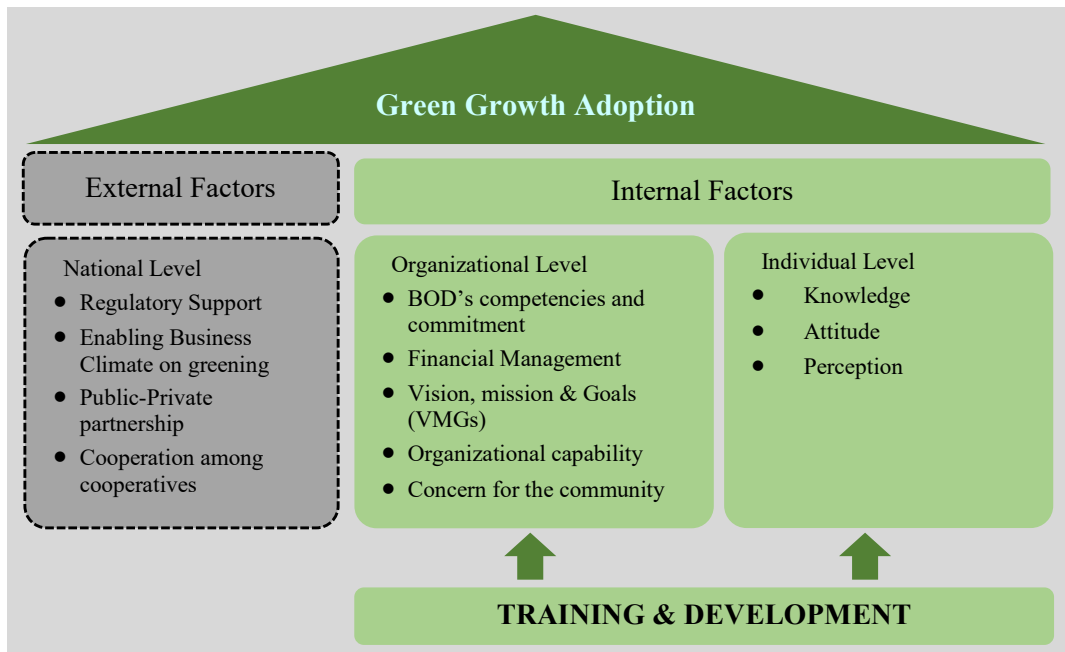 Green Growth Adoption
External Factors
Internal Factors
National Level
● Regulatory Support
● Enabling Business
Climate on greening
● Public-Private
partnership
● Cooperation among
cooperatives
Organizational Level
● BOD’s competencies and
commitment
● Financial Management
● Vision, mission & Goals
(VMGs)
● Organizational capability
● Concern for the community
Individual Level
● Knowledge
● Attitude
● Perception
TRAINING & DEVELOPMENT